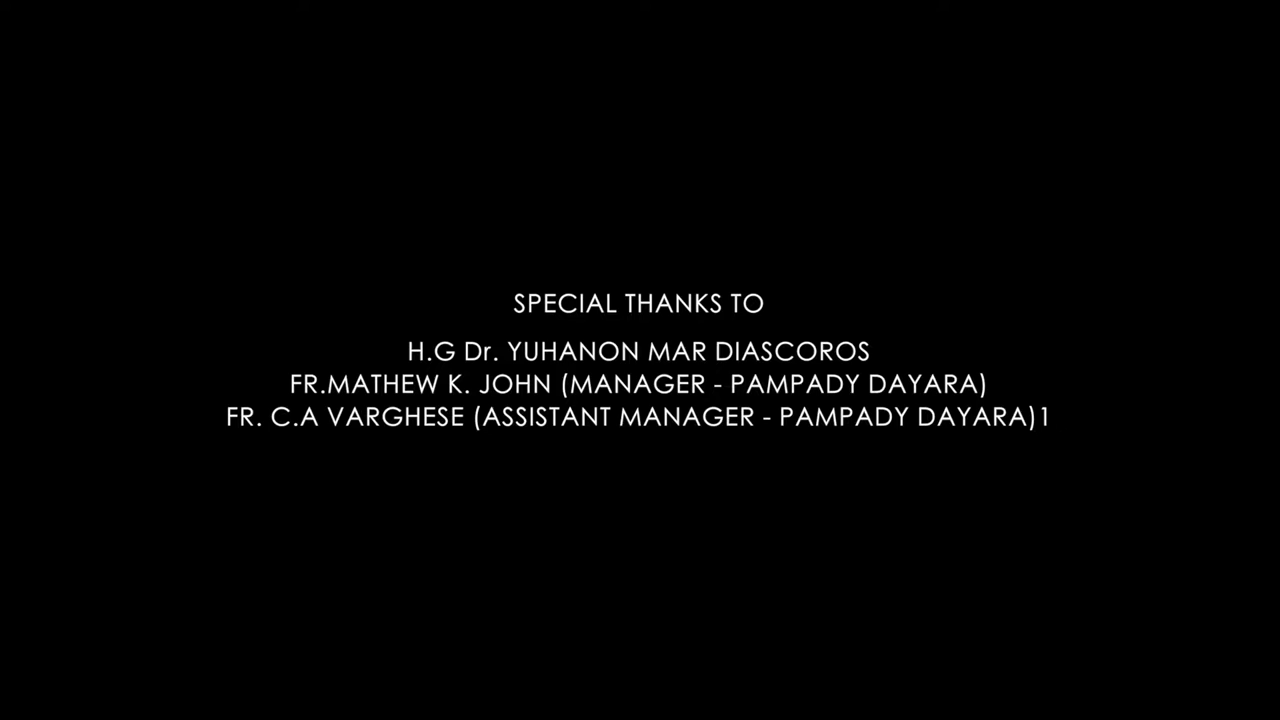 SPECIAL THANKS TO
H.G Dr. YUHANON MAR DIASCOROS
FR.MATHEW K. JOHN (MANAGER - PAMPADY DAYARA)
FR. C.A VARGHESE (ASSISTANT MANAGER - PAMPADY DAYARA)1